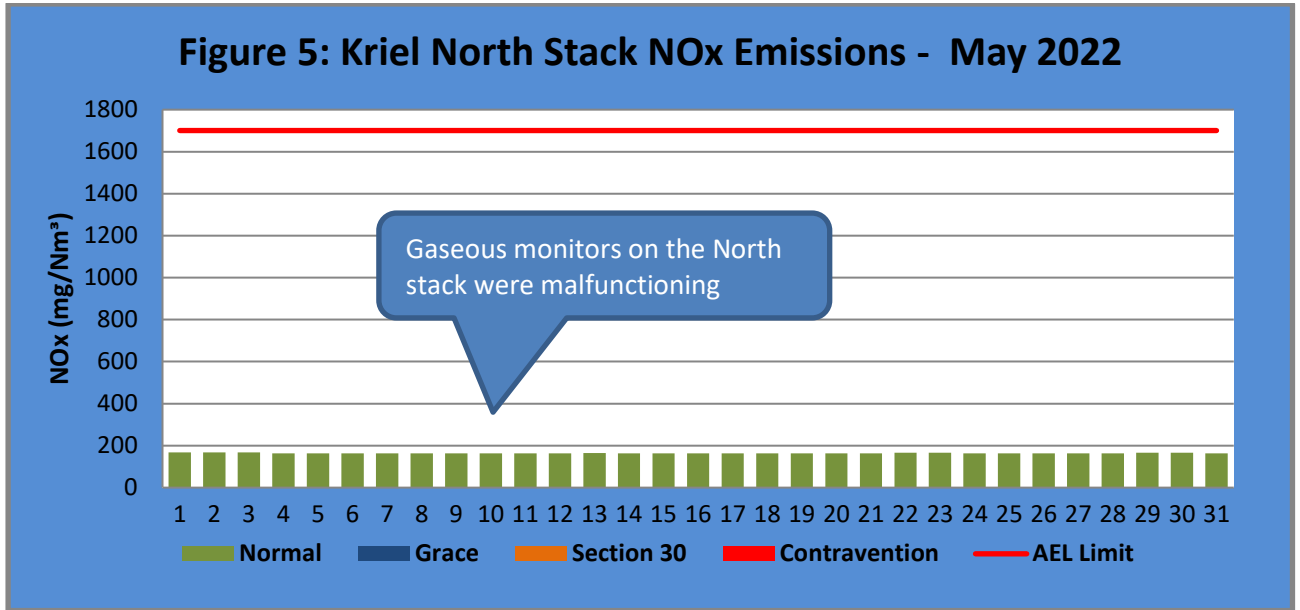 Figure 5: Kriel North Stack NOx Emissions - May 2022
NOx (mg/Nm³)
1800
1600
1400
1200
1000
800
600
400
200
0
Gaseous monitors on the North
stack were malfunctioning
1 2 3 4 5 6 7 8 9 10 11 12 13 14 15 16 17 18 19 20 21 22 23 24 25 26 27 28 29 30 31
Normal Grace Section 30 Contravention AEL Limit